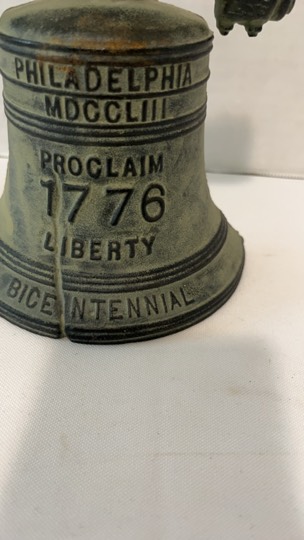 PHILADELPHIA
MDCCLIII
PROCLAIM
1776
LIBERTY
BICENTENNIAL